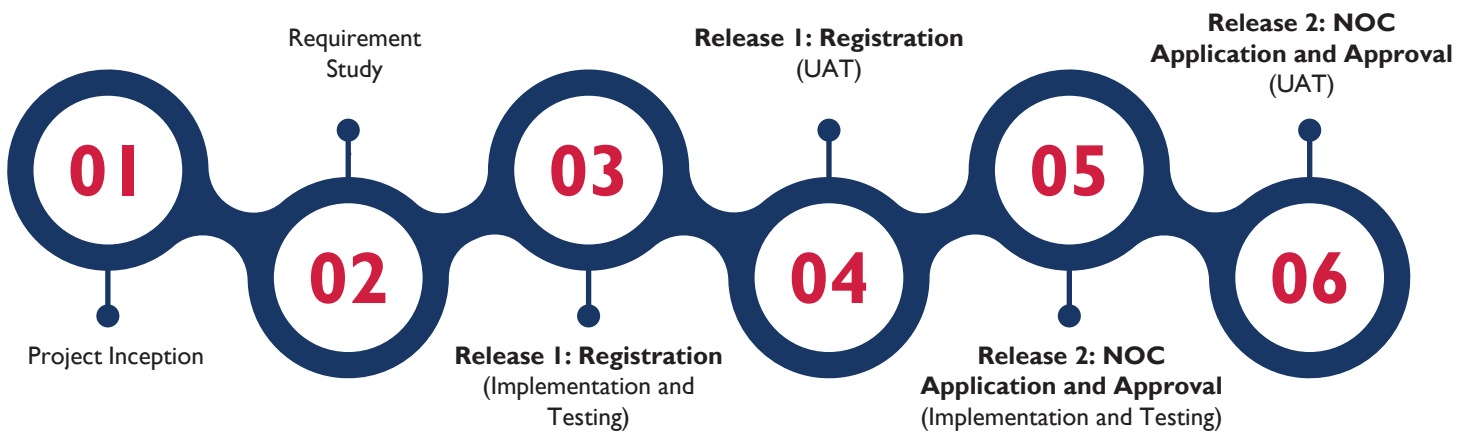 01
Project Inception
Requirement
Study
02
03
Release 1: Registration
(Implementation and
Testing)
Release 1: Registration
(UAT)
04
05
Release 2: NOC
Application and Approval
(Implementation and Testing)
Release 2: NOC
Application and Approval
(UAT)
06